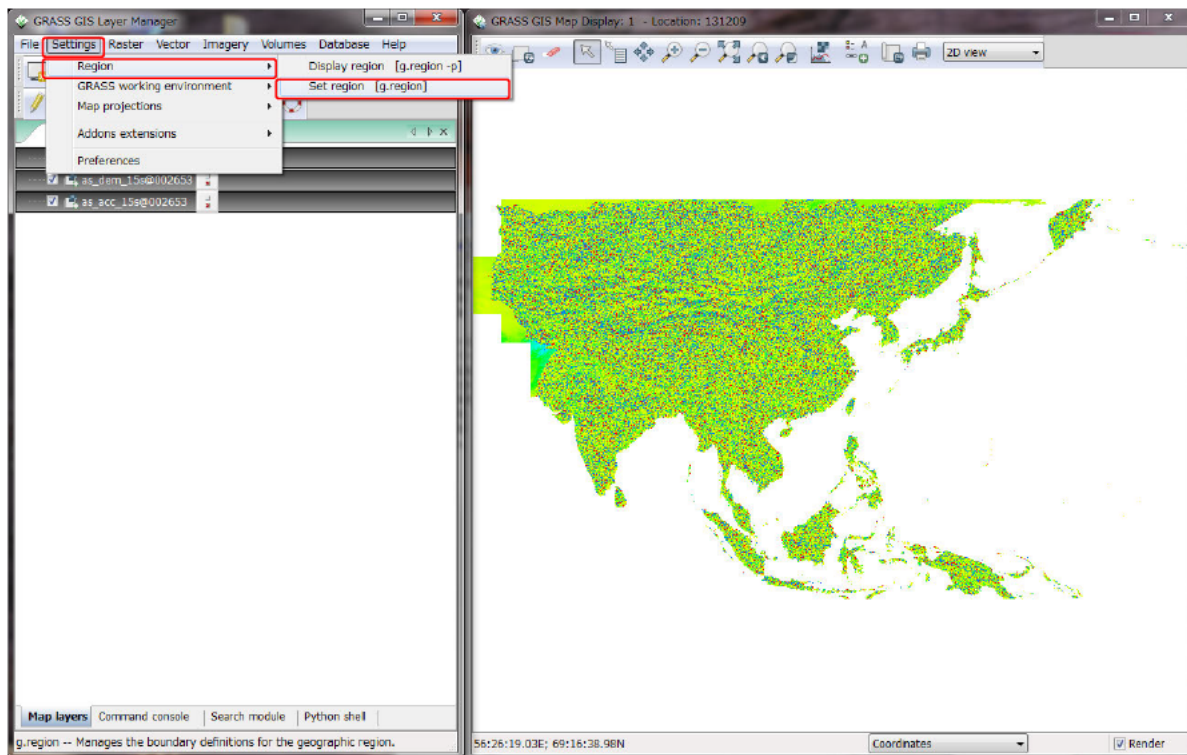 GRASS GIS Layer Manager
File Settings Raster Vector Imagery Volumes Database Help
Region
GRASS working environment
Map projections
Addons extensions
Preferences
Display region [g.region -p]
Set region [g.region]
as_dem_15s@002653
as_acc_15s@002653
Map layers Command console Search module Python shell
g.region -- Manages the boundary definitions for the geographic region.
GRASS GIS Map Display: 1 - Location: 131209
2D view
56:26:19.03E; 69:16:38.98N
Coordinates
Render